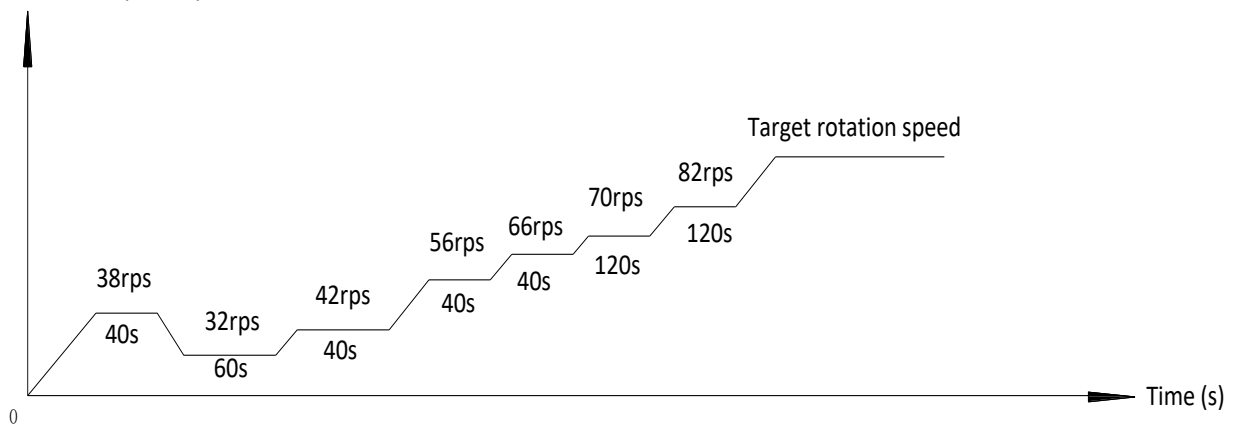 Target rotation speed
82rps
70rps
120s
66rps
120s
56rps
40s
38rps
42rps
40s
32rps
40s
40s
60s
Time (s)
0